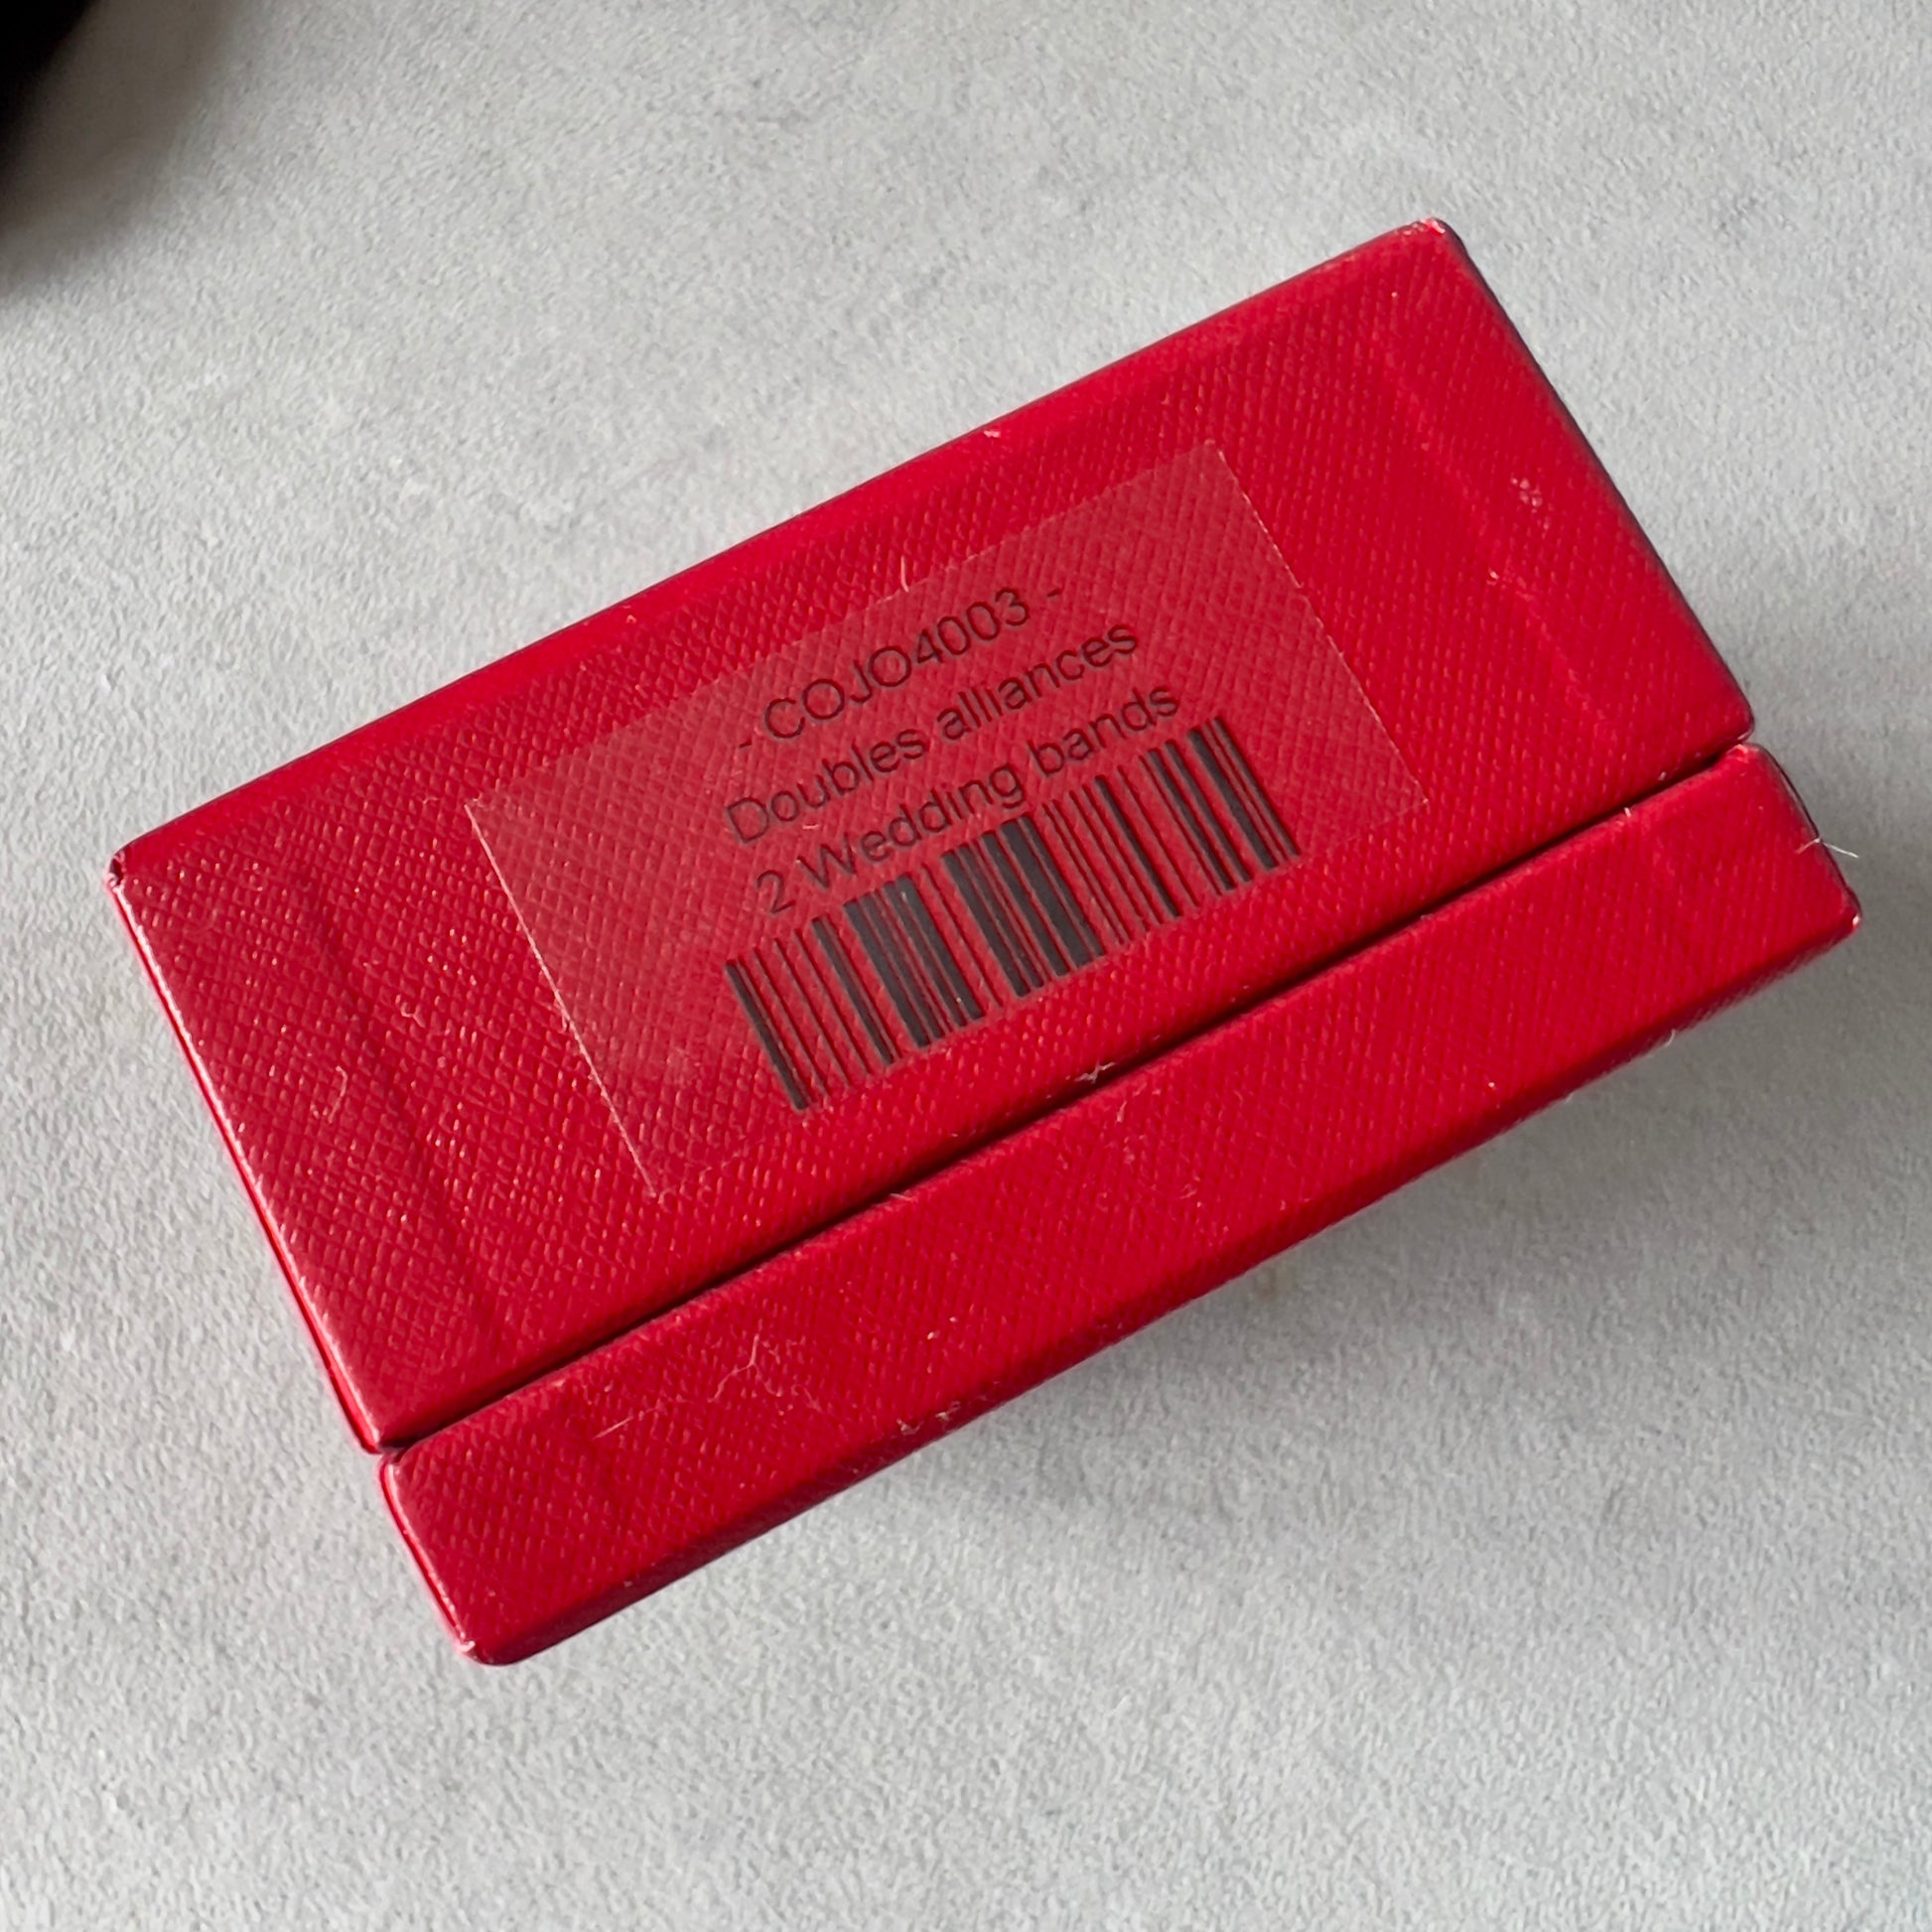 - COJO4003 -
Doubles alliances
2 Wedding bands